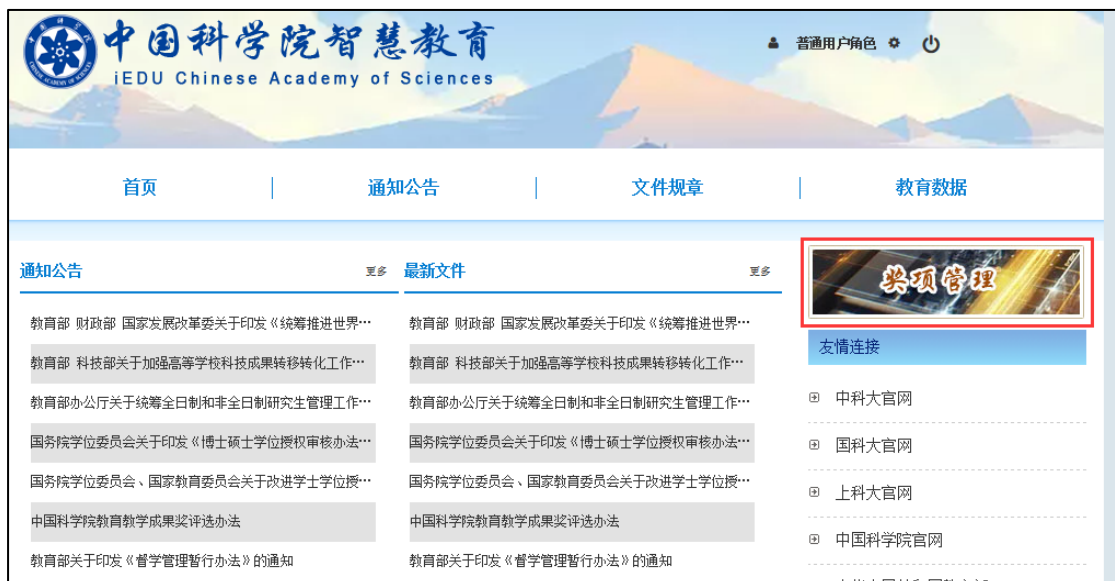 中国科学院智慧教育
iEDU Chinese Academy of Sciences
普通用户角色
首页
通知公告
文件规章
教育数据
通知公告 更多
教育部 财政部 国家发展改革委关于印发《统筹推进世界…
教育部 科技部关于加强高等学校科技成果转移转化工作…
教育部办公厅关于统筹全日制和非全日制研究生管理工作…
国务院学位委员会关于印发《博士硕士学位授权审核办法…
国务院学位委员会、国家教育委员会关于改进学士学位授…
中国科学院教育教学成果奖评选办法
教育部关于印发《督学管理暂行办法》的通知
最新文件 更多
教育部 财政部 国家发展改革委关于印发《统筹推进世界…
教育部 科技部关于加强高等学校科技成果转移转化工作…
教育部办公厅关于统筹全日制和非全日制研究生管理工作…
国务院学位委员会关于印发《博士硕士学位授权审核办法…
国务院学位委员会、国家教育委员会关于改进学士学位授…
中国科学院教育教学成果奖评选办法
教育部关于印发《督学管理暂行办法》的通知
奖项管理
友情连接
中科大官网
国科大官网
上科大官网
中国科学院官网